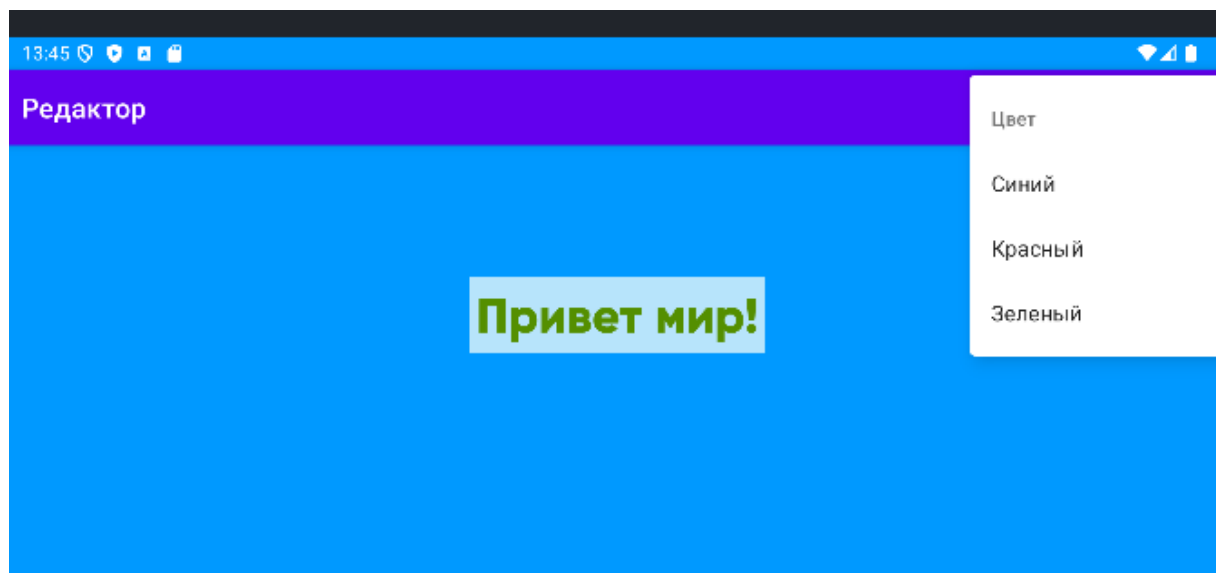 13:45
Редактор
Цвет
Синий
Красный
Зеленый
Привет мир!